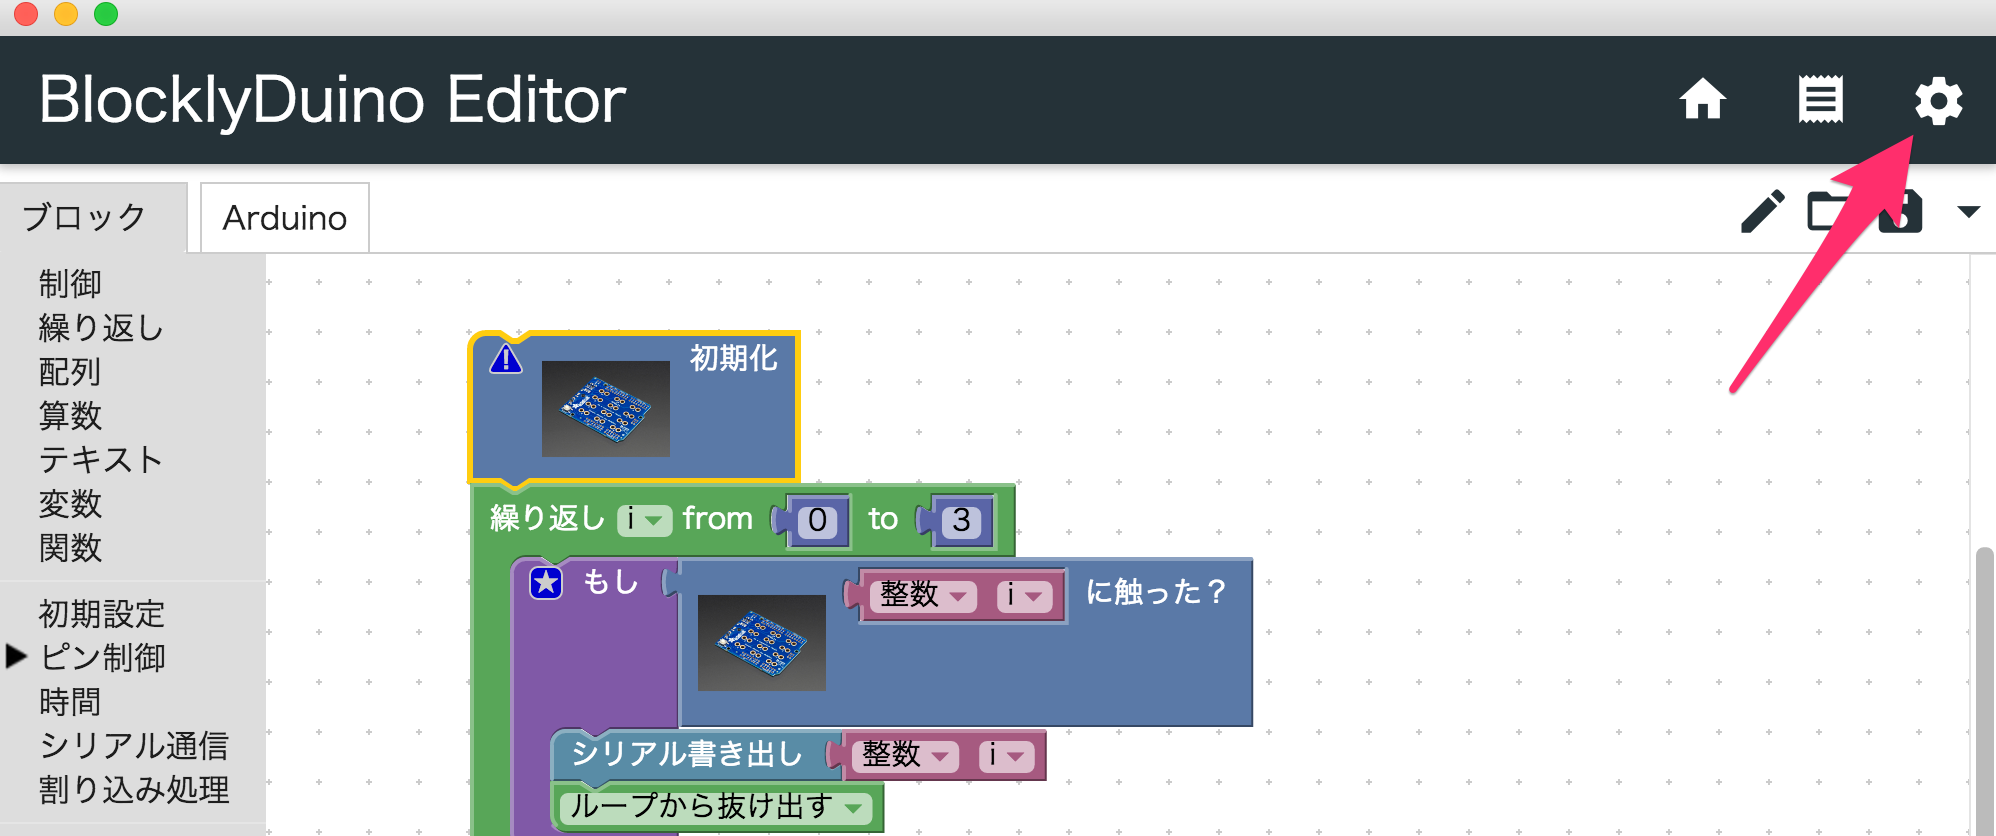 BlocklyDuino Editor
ブロック
Arduino
制御
繰り返し
配列
算数
テキスト
変数
関数
初期設定
ピン制御
時間
シリアル通信
割り込み処理
初期化
繰り返し i from 0 to 3
もし 整数 i に触った？
シリアル書き出し 整数 i
ループから抜け出す